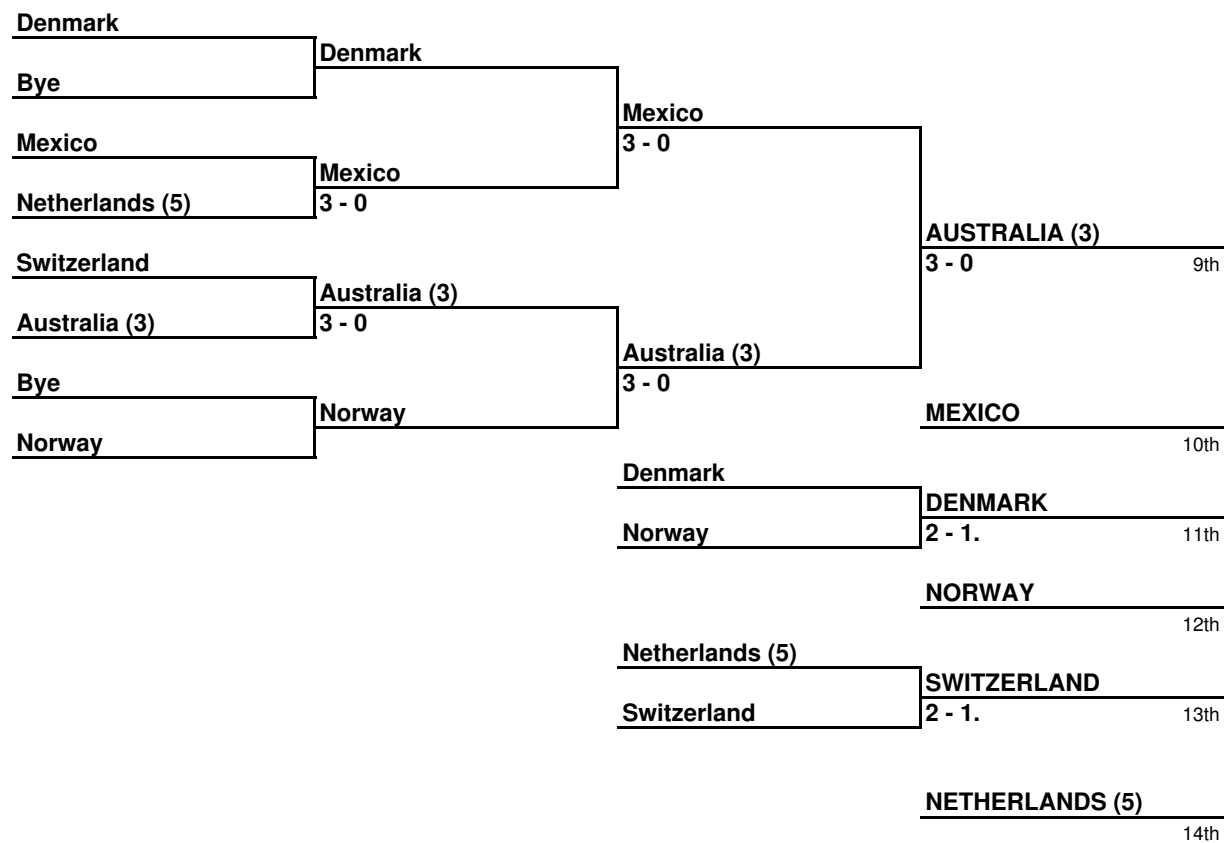 Denmark
Denmark
Bye
Mexico
Mexico
3 - 0
Mexico
Netherlands (5)
3 - 0
AUSTRALIA (3)
Switzerland
3 - 0 9th
Australia (3)
Australia (3)
3 - 0
Australia (3)
Bye
3 - 0
Norway
MEXICO
Norway
10th
Denmark
DENMARK
Norway
2 - 1. 11th
NORWAY
12th
Netherlands (5)
SWITZERLAND
Switzerland
2 - 1. 13th
NETHERLANDS (5)
14th